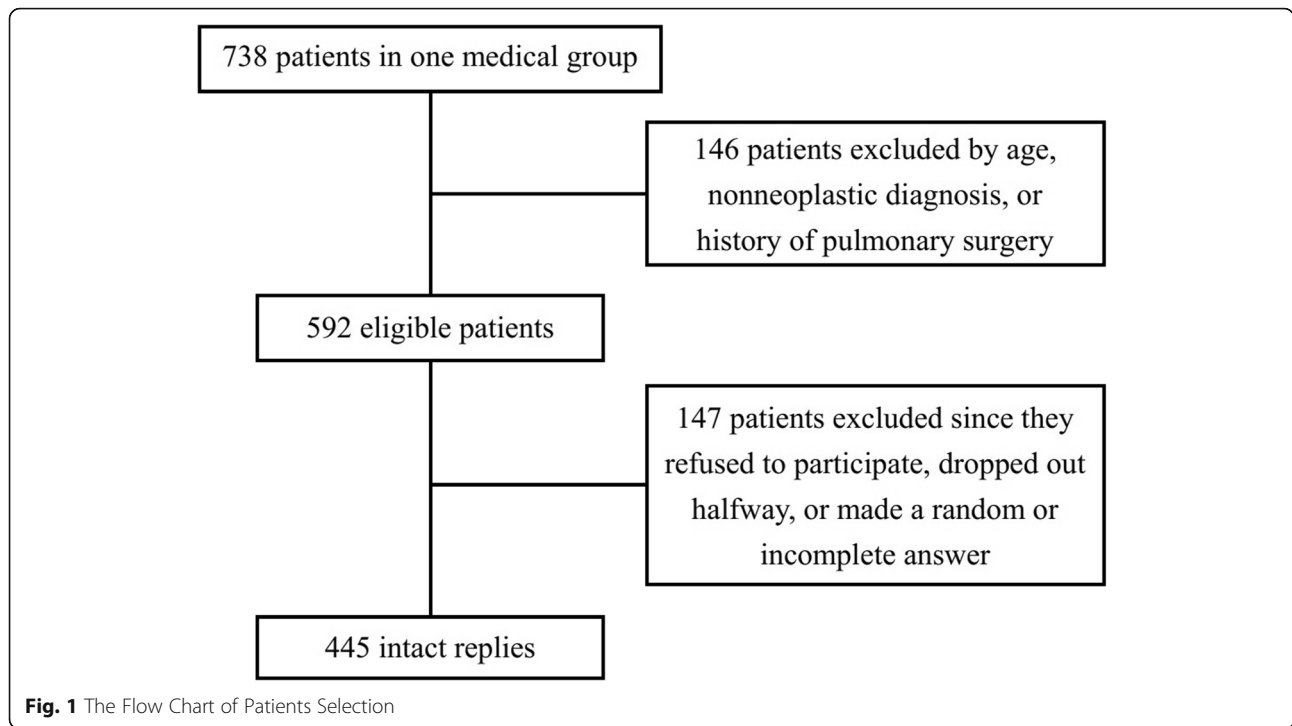 738 patients in one medical group
146 patients excluded by age,
nonneoplastic diagnosis, or
history of pulmonary surgery
592 eligible patients
147 patients excluded since they
refused to participate, dropped out
halfway, or made a random or
incomplete answer
445 intact replies
Fig. 1 The Flow Chart of Patients Selection